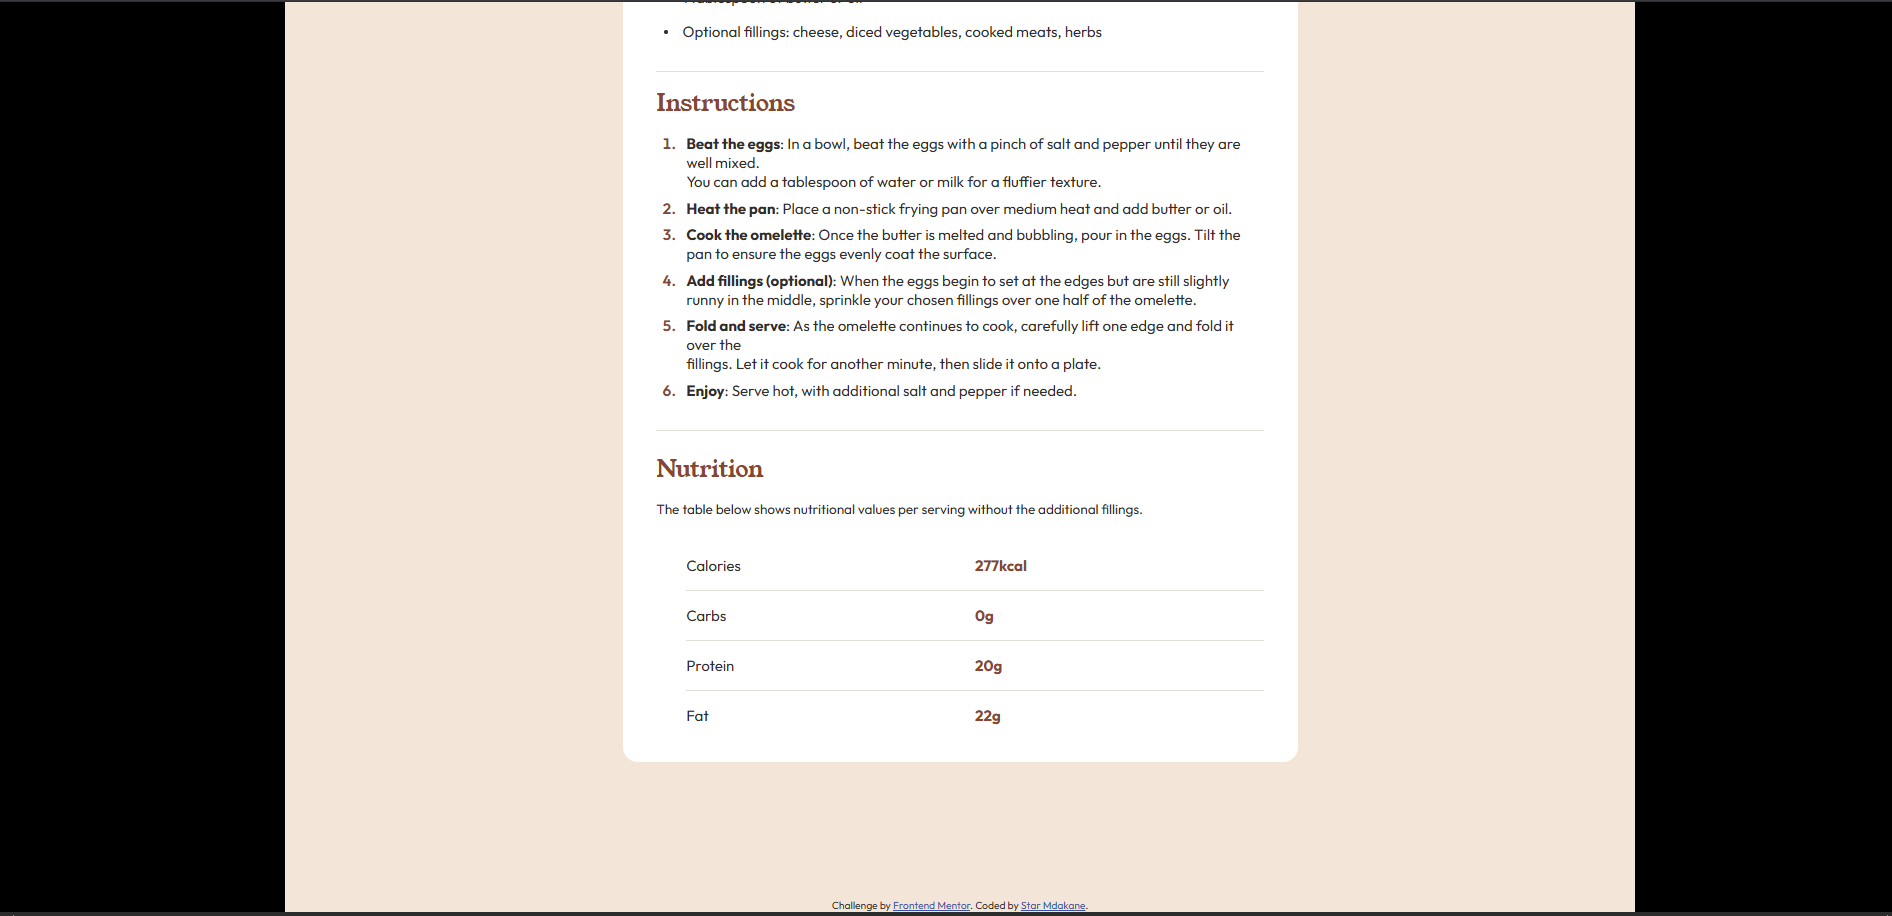 • Optional fillings: cheese, diced vegetables, cooked meats, herbs
Instructions
1. Beat the eggs: In a bowl, beat the eggs with a pinch of salt and pepper until they are
well mixed.
You can add a tablespoon of water or milk for a fluffier texture.
2. Heat the pan: Place a non-stick frying pan over medium heat and add butter or oil.
3. Cook the omelette: Once the butter is melted and bubbling, pour in the eggs. Tilt the
pan to ensure the eggs evenly coat the surface.
4. Add fillings (optional): When the eggs begin to set at the edges but are still slightly
runny in the middle, sprinkle your chosen fillings over one half of the omelette.
5. Fold and serve: As the omelette continues to cook, carefully lift one edge and fold it
over the
fillings. Let it cook for another minute, then slide it onto a plate.
6. Enjoy: Serve hot, with additional salt and pepper if needed.
Nutrition
The table below shows nutritional values per serving without the additional fillings.
Calories 277kcal
Carbs 0g
Protein 20g
Fat 22g
Challenge by Frontend Mentor. Coded by Star Mdakane.